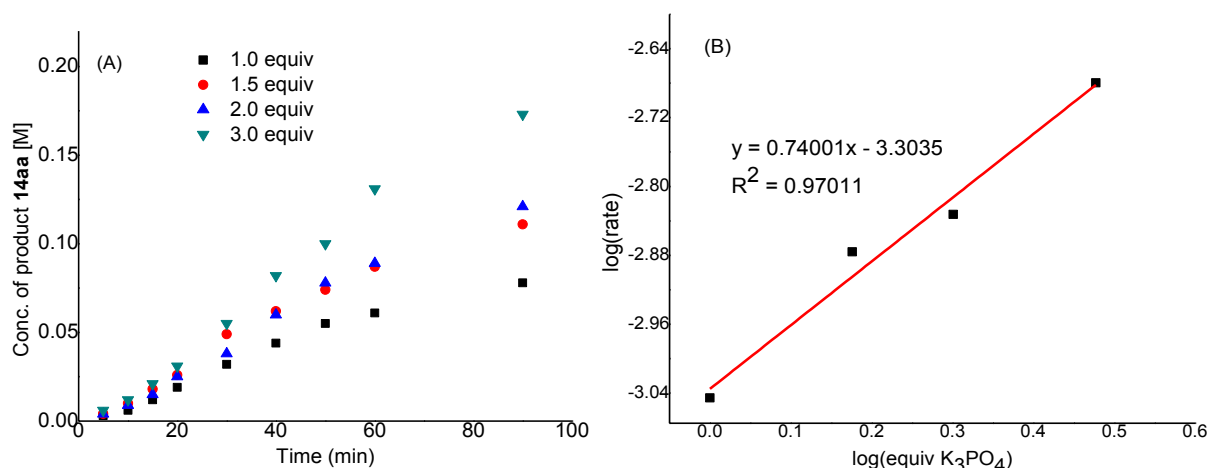 (A)
1.0 equiv
1.5 equiv
2.0 equiv
3.0 equiv
0.20
0.15
0.10
0.05
0.00
0
20
40
60
80
100
Time (min)
Conc. of product 14aa [M]
(B)
y = 0.74001x - 3.3035
R² = 0.97011
-2.64
-2.72
-2.80
-2.88
-2.96
-3.04
0.0
0.1
0.2
0.3
0.4
0.5
0.6
log(equiv K₃PO₄)
log(rate)